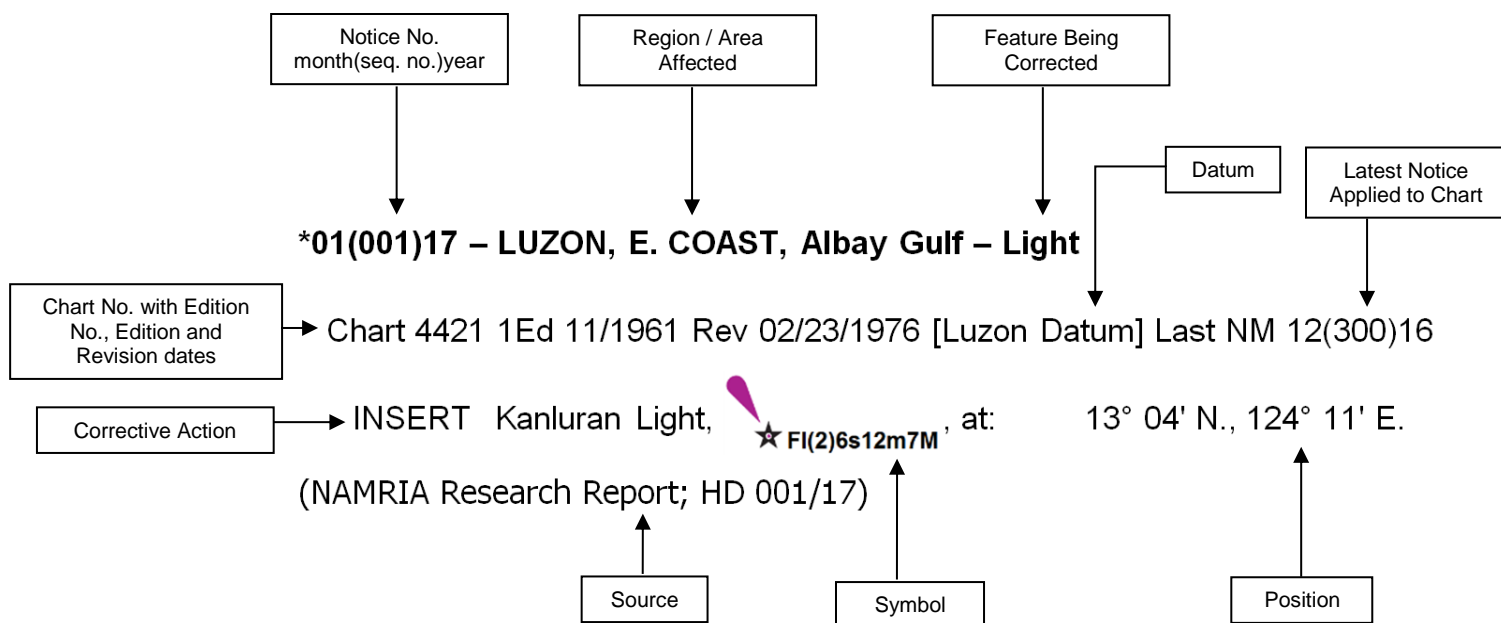 Notice No.
month(seq. no.)year
Region / Area
Affected
Feature Being
Corrected
Datum
Latest Notice
Applied to Chart
*01(001)17 – LUZON, E. COAST, Albay Gulf – Light
Chart No. with Edition
No., Edition and
Revision dates
Chart 4421 1Ed 11/1961 Rev 02/23/1976 [Luzon Datum] Last NM 12(300)16
Corrective Action
INSERT Kanluran Light, Fl(2)6s12m7M , at: 13° 04' N., 124° 11' E.
(NAMRIA Research Report; HD 001/17)
Source
Symbol
Position